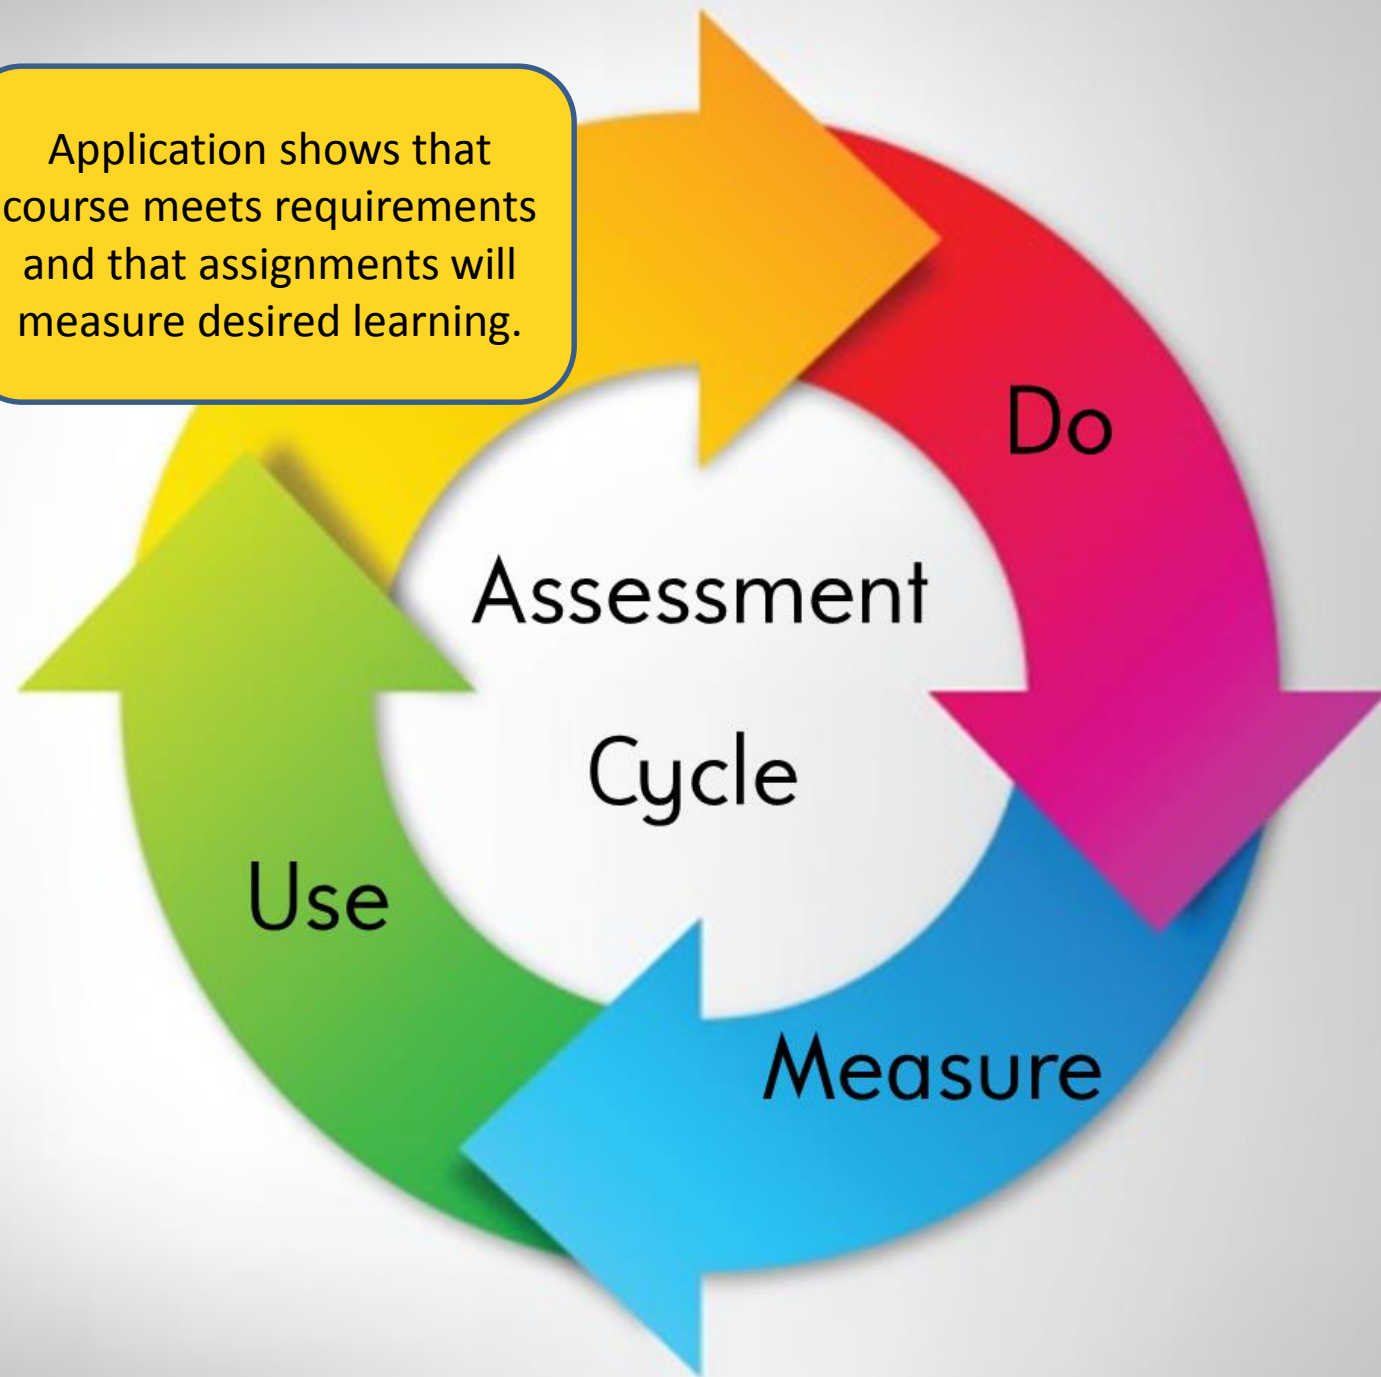 Application shows that
course meets requirements
and that assignments will
measure desired learning.
Do
Assessment
Cycle
Use
Measure